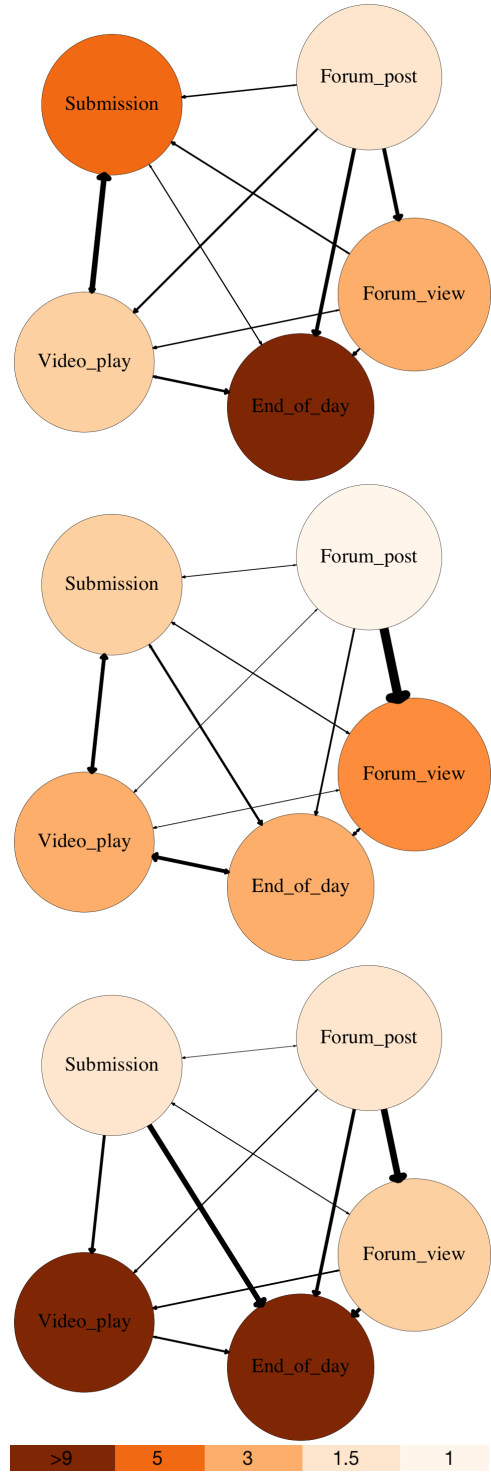 Forum_post
Submission
Forum_view
Video_play
End_of_day
Forum_post
Submission
Forum_view
Video_play
End_of_day
Forum_post
Submission
Forum_view
Video_play
End_of_day
>9 5 3 1.5 1